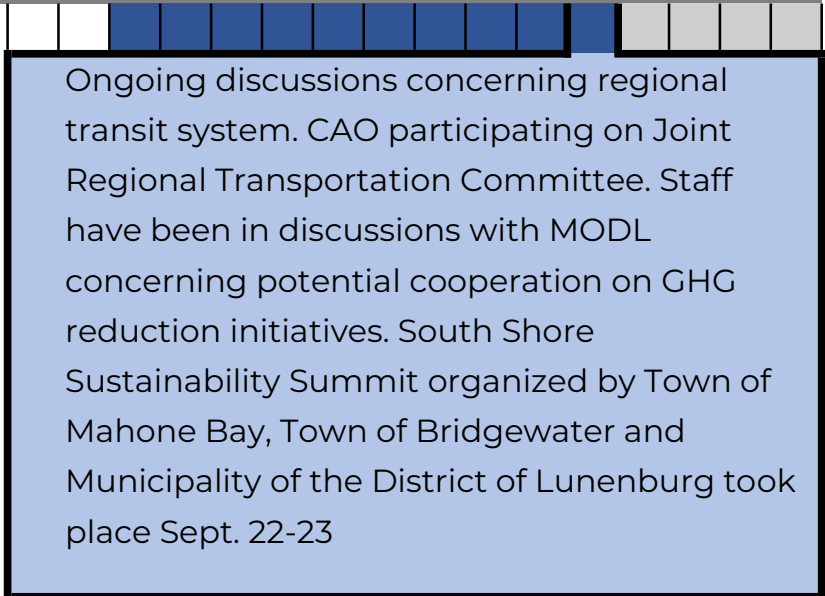 Ongoing discussions concerning regional
transit system. CAO participating on Joint
Regional Transportation Committee. Staff
have been in discussions with MODL
concerning potential cooperation on GHG
reduction initiatives. South Shore
Sustainability Summit organized by Town of
Mahone Bay, Town of Bridgewater and
Municipality of the District of Lunenburg took
place Sept. 22-23